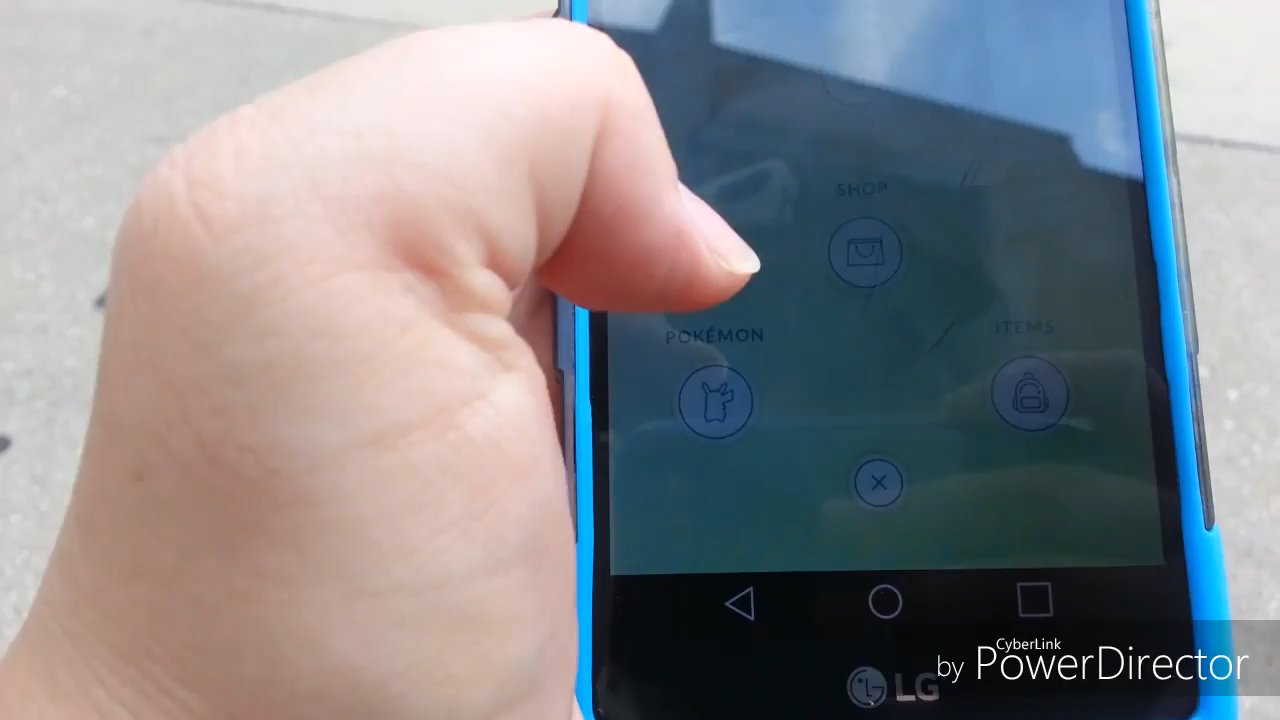 SHOP
POKÉMON
ITEMS
LG
CyberLink
by PowerDirector